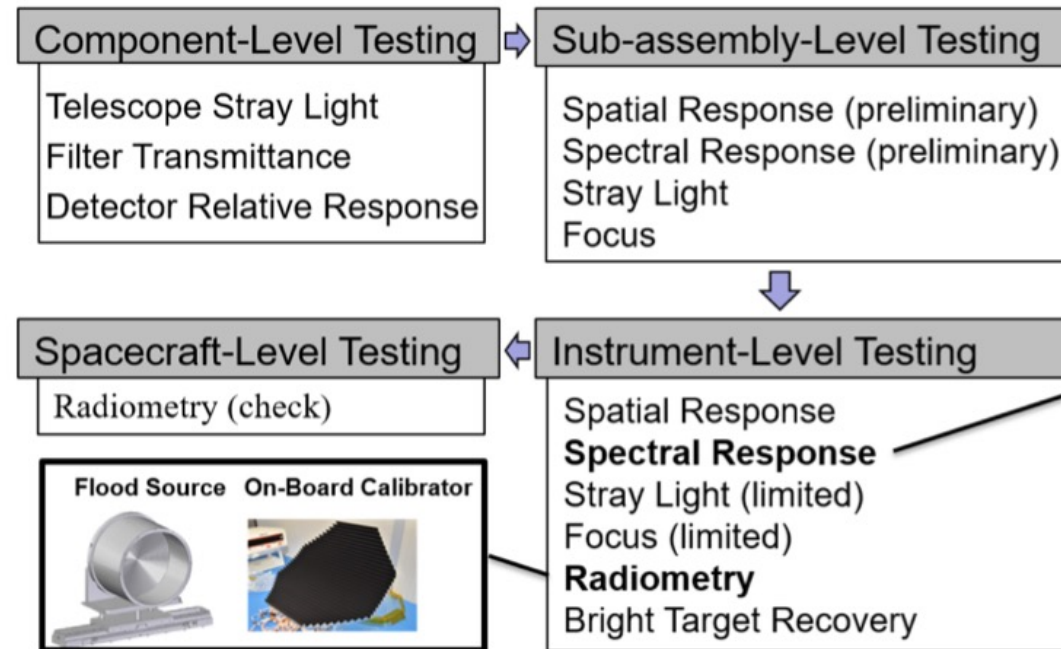 Component-Level Testing
Telescope Stray Light
Filter Transmittance
Detector Relative Response
Sub-assembly-Level Testing
Spatial Response (preliminary)
Spectral Response (preliminary)
Stray Light
Focus
Instrument-Level Testing
Spatial Response
Spectral Response
Stray Light (limited)
Focus (limited)
Radiometry
Bright Target Recovery
Spacecraft-Level Testing
Radiometry (check)
Flood Source
On-Board Calibrator